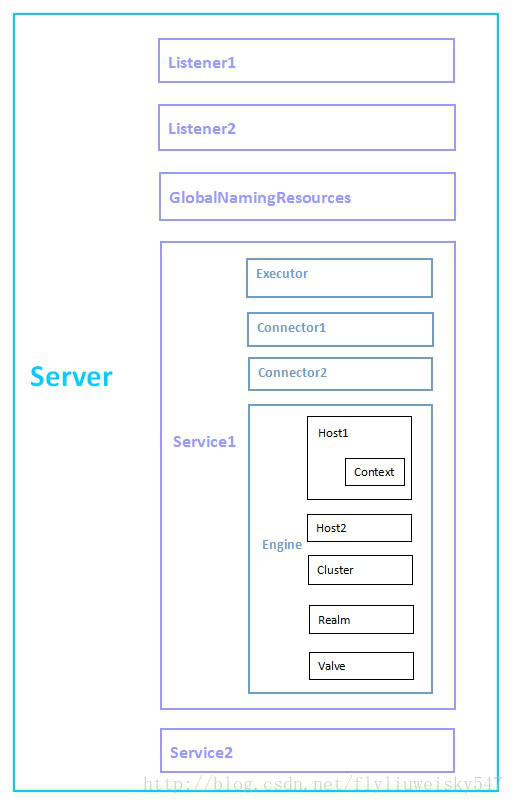 Listener1
Listener2
GlobalNamingResources
Executor
Connector1
Connector2
Server
Service1
Host1
Context
Host2
Engine
Cluster
Realm
Valve
Service2
http://blog.csdn.net/flyliuweisky547